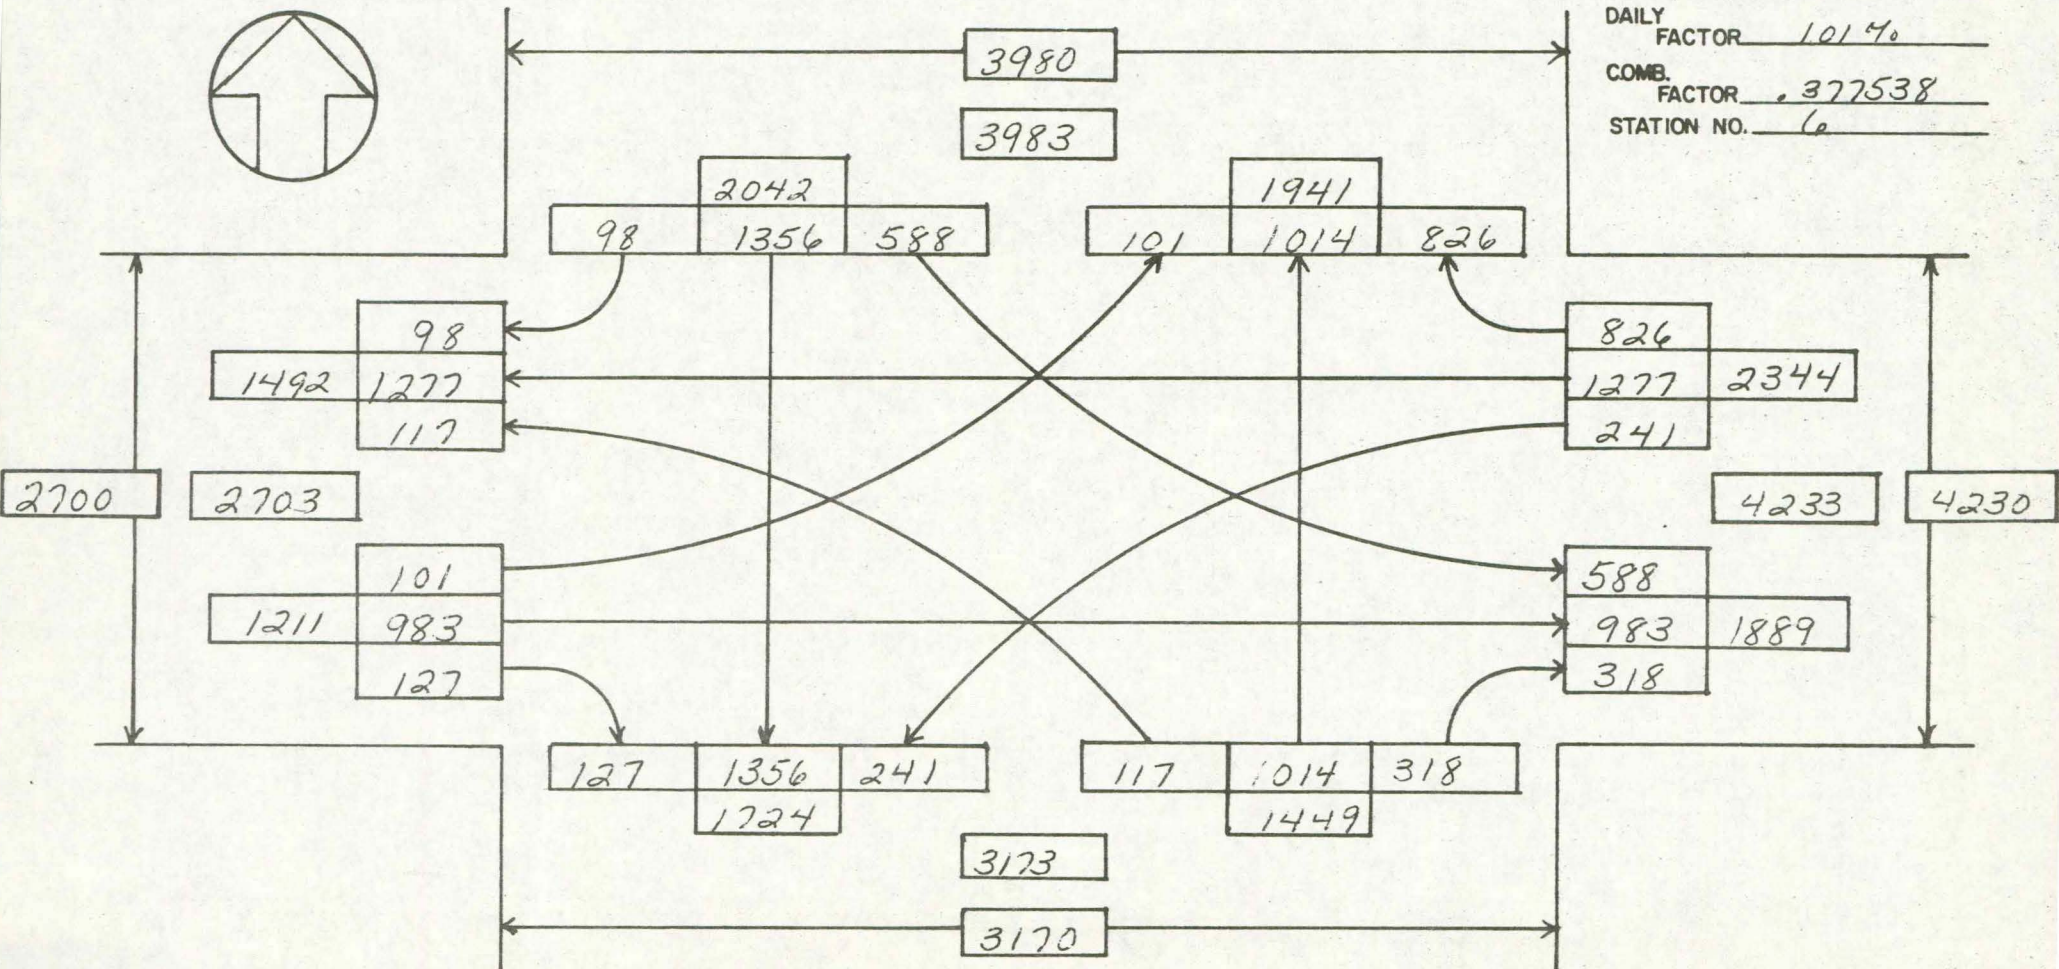 DAILY
FACTOR 101%
COMB.
FACTOR .377538
STATION NO. 6
3980
3983
2042
98 1356 588
1941
101 1014 826
98
1492 1277
117
826
1277 2344
241
2700 2703
4233 4230
101
1211 983
127
588
983 1889
318
127 1356 241
1724
117 1014 318
1449
3173
3170